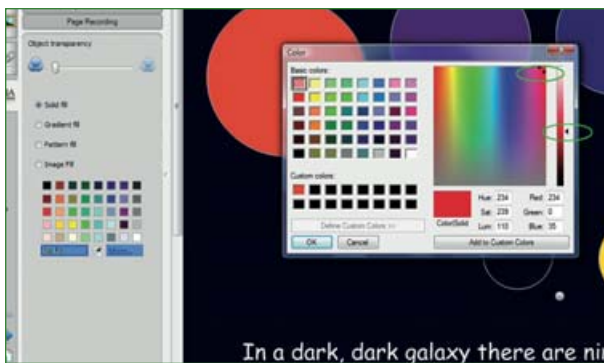 Page Recording
Object transparency
Solid fill
Gradient fill
Pattern fill
Image Fill
Color
Basic colors:
Custom colors:
Define Custom Colors >>
OK
Cancel
Color|Solid
Hue: 234
Sat: 239
Lum: 110
Red: 234
Green: 0
Blue: 35
Add to Custom Colors
In a dark, dark galaxy there are nin